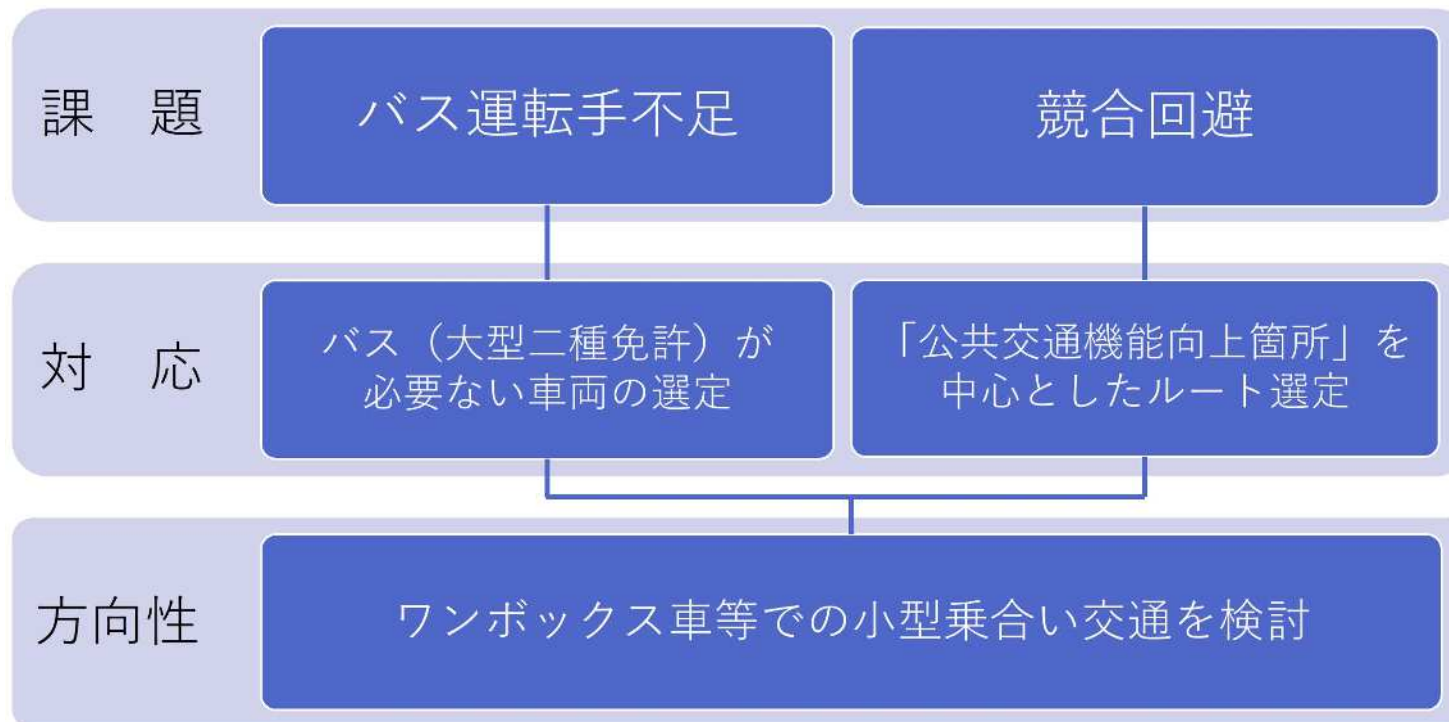 課　題
バス運転手不足
競合回避
対　応
バス（大型二種免許）が
必要ない車両の選定
「公共交通機能向上箇所」を
中心としたルート選定
方向性
ワンボックス車等での小型乗合い交通を検討